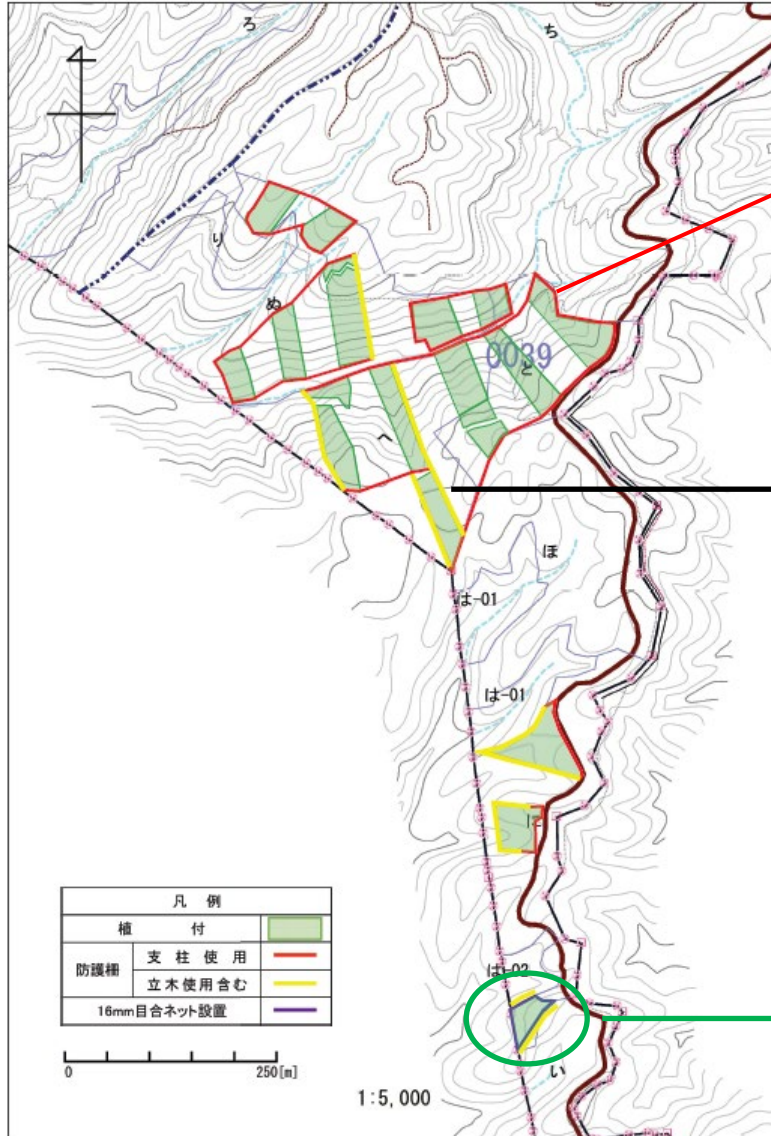 ろ
ち
り
ぬ
0039
と
へ
ほ
は-01
は-01
に
は-02
い
凡 例
植 付
防護柵
支 柱 使 用
立 木 使 用 含 む
16mm目合ネット設置
0 250[m]
1:5,000